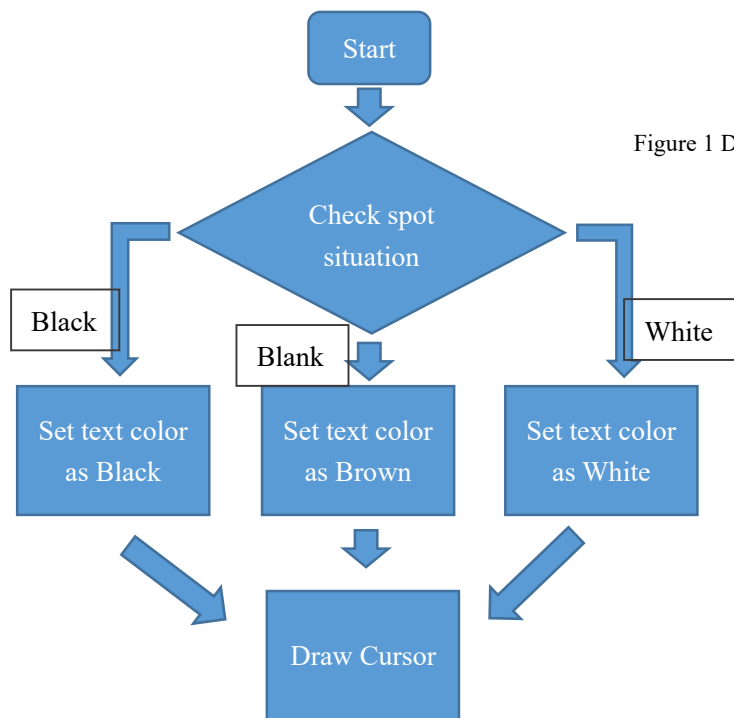 Start
Figure 1 D
Check spot
situation
Black
Blank
White
Set text color
as Black
Set text color
as Brown
Set text color
as White
Draw Cursor